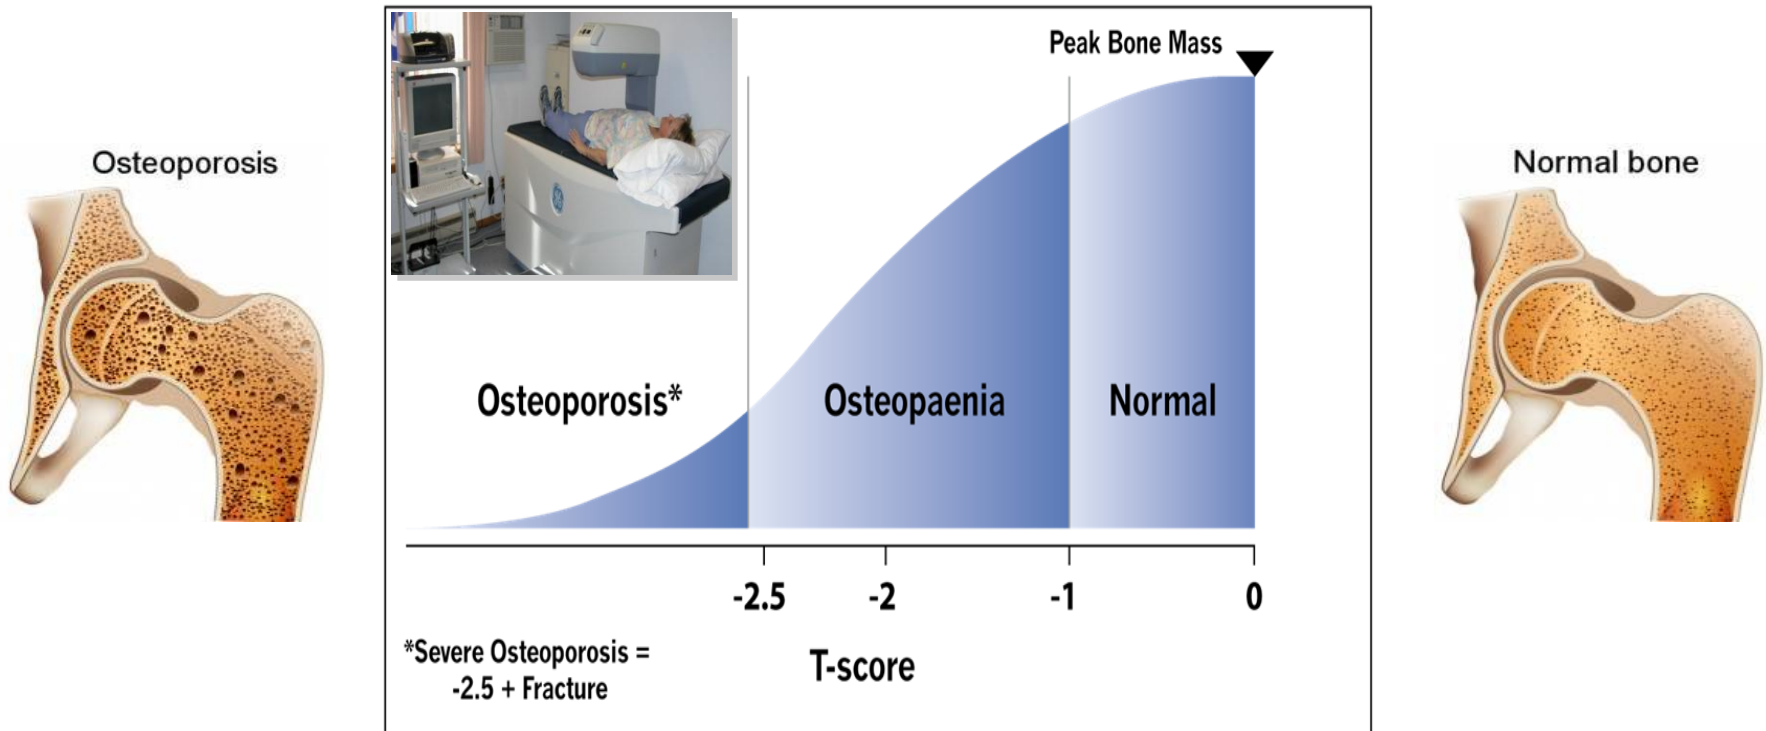 Peak Bone Mass
Osteoporosis
Normal bone
Osteoporosis*
Osteopaenia
Normal
-2.5
-2
-1
0
*Severe Osteoporosis =
-2.5 + Fracture
T-score